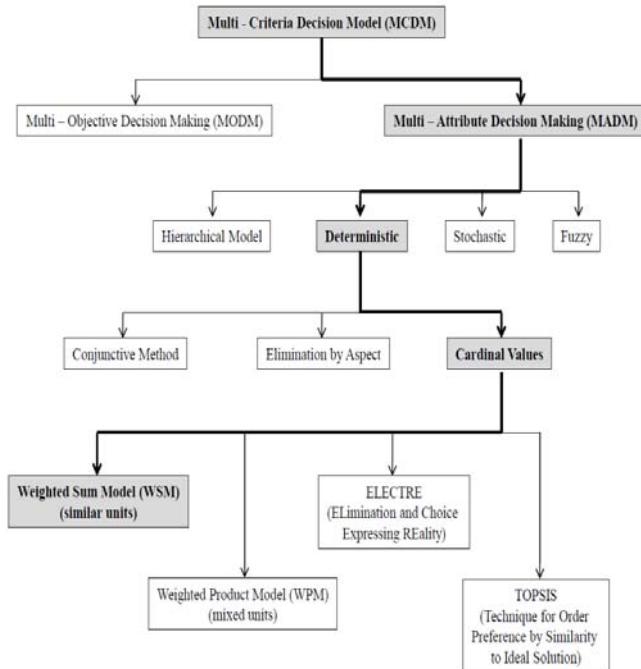 Multi - Criteria Decision Model (MCDM)
Multi – Objective Decision Making (MODM)
Multi – Attribute Decision Making (MADM)
Hierarchical Model
Deterministic
Stochastic
Fuzzy
Conjunctive Method
Elimination by Aspect
Cardinal Values
Weighted Sum Model (WSM)
(similar units)
ELECTRE
(ELimination and Choice
Expressing REality)
Weighted Product Model (WPM)
(mixed units)
TOPSIS
(Technique for Order
Preference by Similarity
to Ideal Solution)